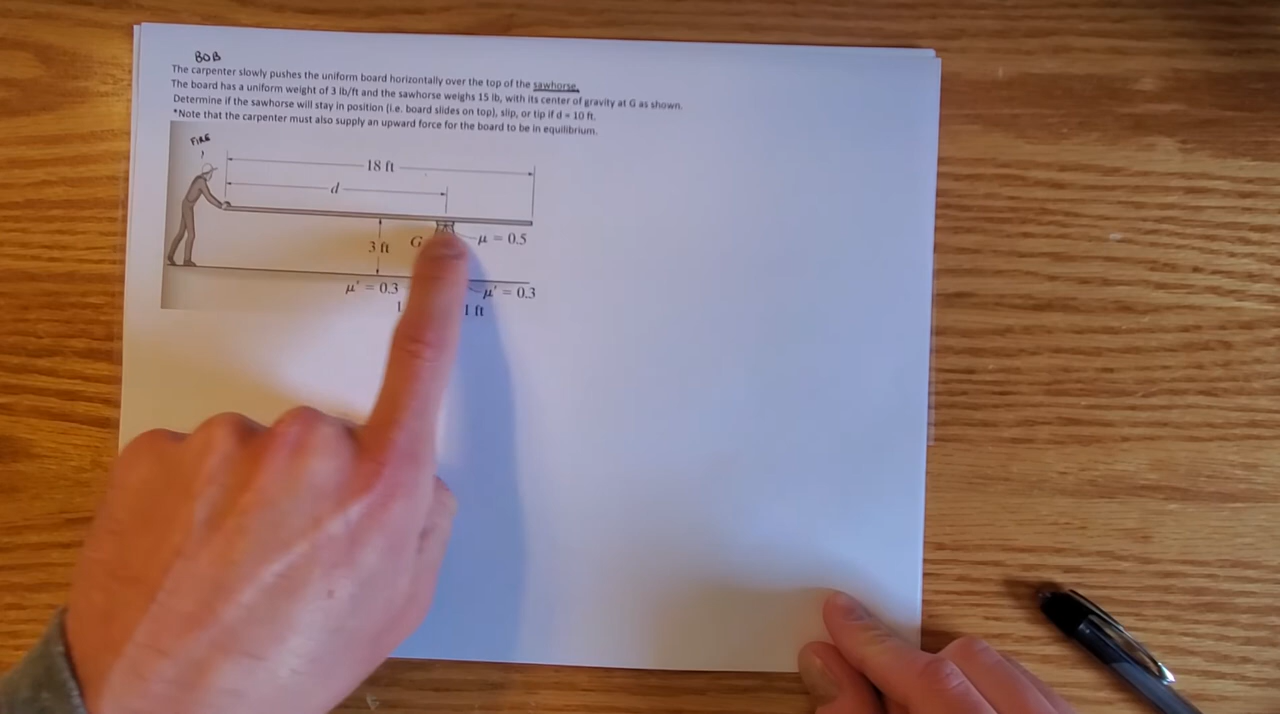 BOB
The carpenter slowly pushes the uniform board horizontally over the top of the sawhorse.
The board has a uniform weight of 3 lb/ft and the sawhorse weighs 15 lb, with its center of gravity at G as shown.
Determine if the sawhorse will stay in position (i.e. board slides on top), slip, or tip if d = 10 ft.
*Note that the carpenter must also supply an upward force for the board to be in equilibrium.
18 ft
d
3 ft
G
μ = 0.5
μ' = 0.3
μ' = 0.3
1
1 ft